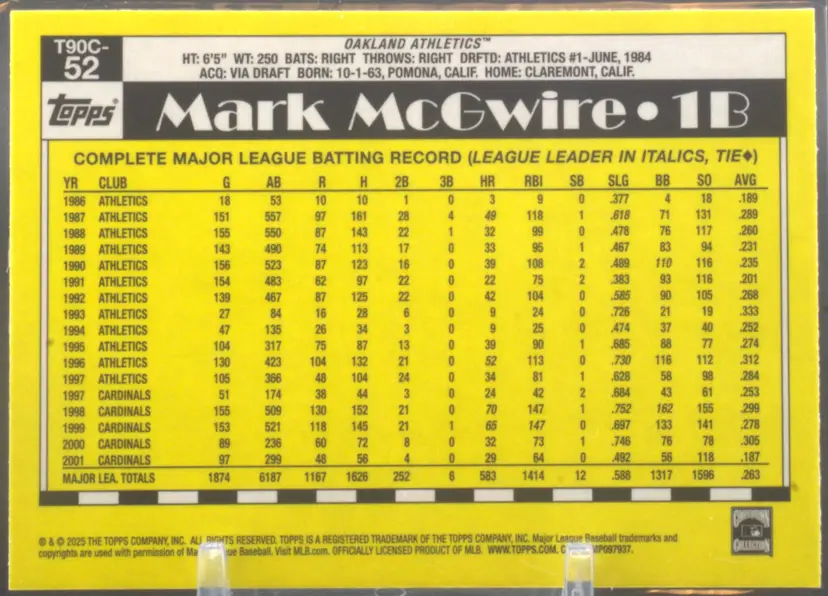 T90C-
52
OAKLAND ATHLETICS™
HT: 6'5" WT: 250 BATS: RIGHT THROWS: RIGHT DRFTD: ATHLETICS #1-JUNE, 1984
ACQ: VIA DRAFT BORN: 10-1-63, POMONA, CALIF. HOME: CLAREMONT, CALIF.
topps®
Mark McGwire • 1B
COMPLETE MAJOR LEAGUE BATTING RECORD (LEAGUE LEADER IN ITALICS, TIE◆)
YR CLUB G AB R H 2B 3B HR RBI SB SLG BB SO AVG
1986 ATHLETICS 18 53 10 10 1 0 3 9 0 .377 4 18 .189
1987 ATHLETICS 151 557 97 161 28 4 49 118 1 .618 71 131 .289
1988 ATHLETICS 155 550 87 143 22 1 32 99 0 .478 76 117 .260
1989 ATHLETICS 143 490 74 113 17 0 33 95 1 .467 83 94 .231
1990 ATHLETICS 156 523 87 123 16 0 39 108 2 .489 110 116 .235
1991 ATHLETICS 154 483 62 97 22 0 22 75 2 .383 93 116 .201
1992 ATHLETICS 139 467 87 125 22 0 42 104 0 .585 90 105 .268
1993 ATHLETICS 27 84 16 28 6 0 9 24 0 .726 21 19 .333
1994 ATHLETICS 47 135 26 34 3 0 9 25 0 .474 37 40 .252
1995 ATHLETICS 104 317 75 87 13 0 39 90 1 .685 88 77 .274
1996 ATHLETICS 130 423 104 132 21 0 52 113 0 .730 116 112 .312
1997 ATHLETICS 105 366 48 104 24 0 34 81 1 .628 58 98 .284
1997 CARDINALS 51 174 38 44 3 0 24 42 2 .684 43 61 .253
1998 CARDINALS 155 509 130 152 21 0 70 147 1 .752 162 155 .299
1999 CARDINALS 153 521 118 145 21 1 65 147 0 .697 133 141 .278
2000 CARDINALS 89 236 60 72 8 0 32 73 1 .746 76 78 .305
2001 CARDINALS 97 299 48 56 4 0 29 64 0 .492 56 118 .187
MAJOR LEA. TOTALS 1874 6187 1167 1626 252 6 583 1414 12 .588 1317 1596 .263
® & © 2025 THE TOPPS COMPANY, INC. ALL RIGHTS RESERVED. TOPPS IS A REGISTERED TRADEMARK OF THE TOPPS COMPANY, INC. Major League Baseball trademarks and
copyrights are used with permission of Ma ue Baseball. Visit MLB.com. OFFICIALLY LICENSED PRODUCT OF MLB. WWW.TOPPS.COM. C MP097937.
COOPERSTOWN
COLLECTION